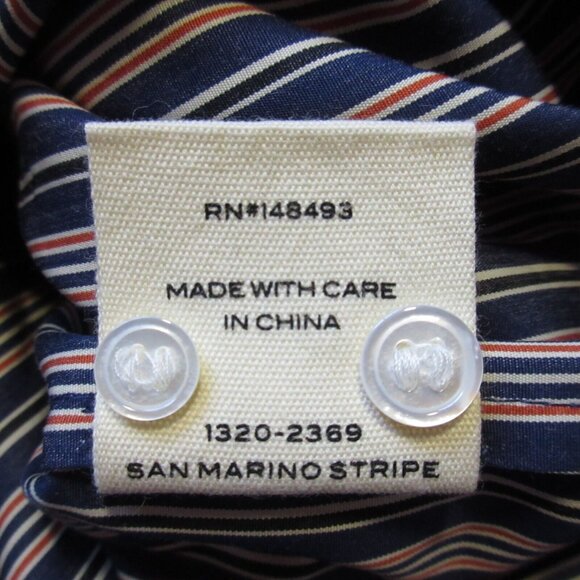 RN#148493
MADE WITH CARE
IN CHINA
1320-2369
SAN MARINO STRIPE